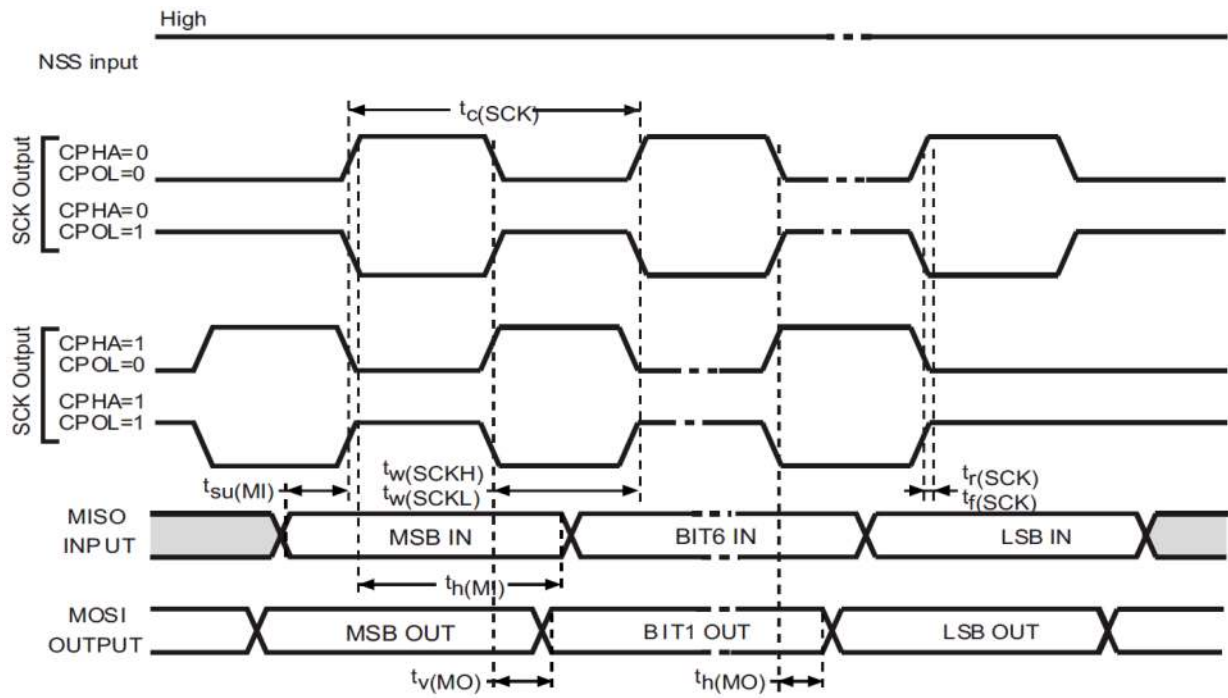 High
NSS input
tc(SCK)
SCK Output
CPHA=0
CPOL=0
CPHA=0
CPOL=1
SCK Output
CPHA=1
CPOL=0
CPHA=1
CPOL=1
tw(SCKH)
tw(SCKL)
tr(SCK)
tf(SCK)
tsu(MI)
MISO
INPUT
MSB IN
BIT6 IN
LSB IN
th(MI)
MOSI
OUTPUT
MSB OUT
BIT1 OUT
LSB OUT
tv(MO)
th(MO)